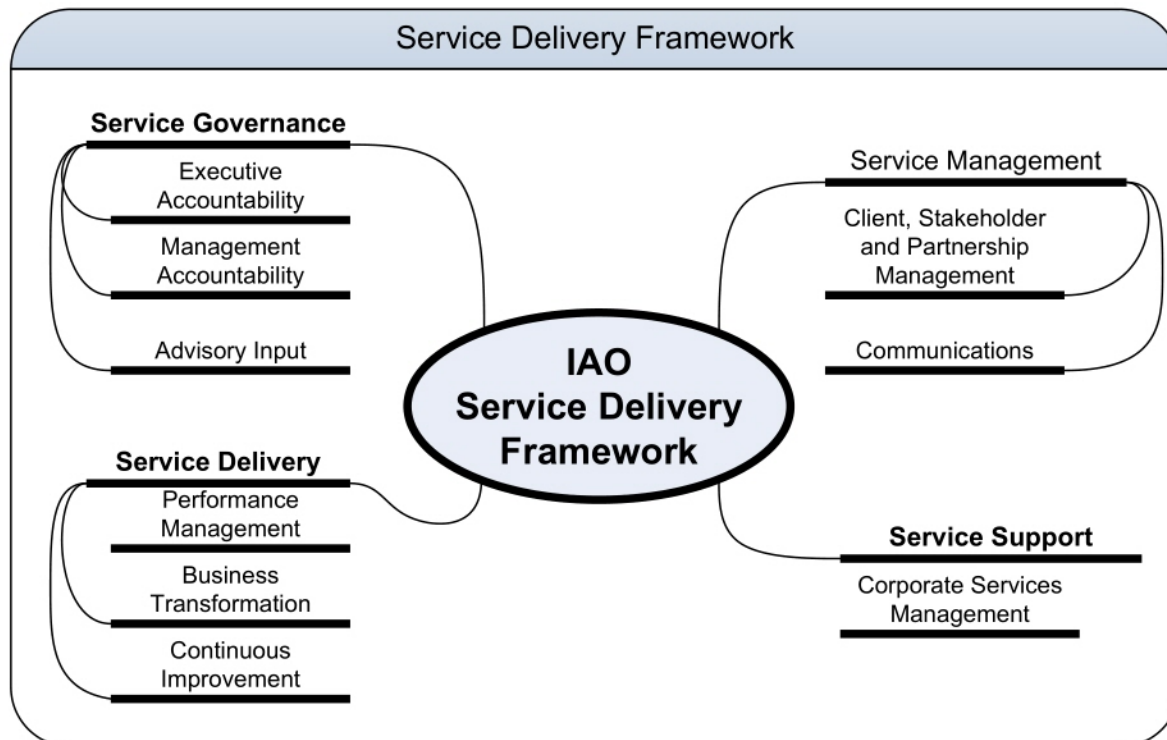 Service Delivery Framework
Service Governance
Executive
Accountability
Management
Accountability
Advisory Input
Service Delivery
Performance
Management
Business
Transformation
Continuous
Improvement
IAO
Service Delivery
Framework
Service Management
Client, Stakeholder
and Partnership
Management
Communications
Service Support
Corporate Services
Management